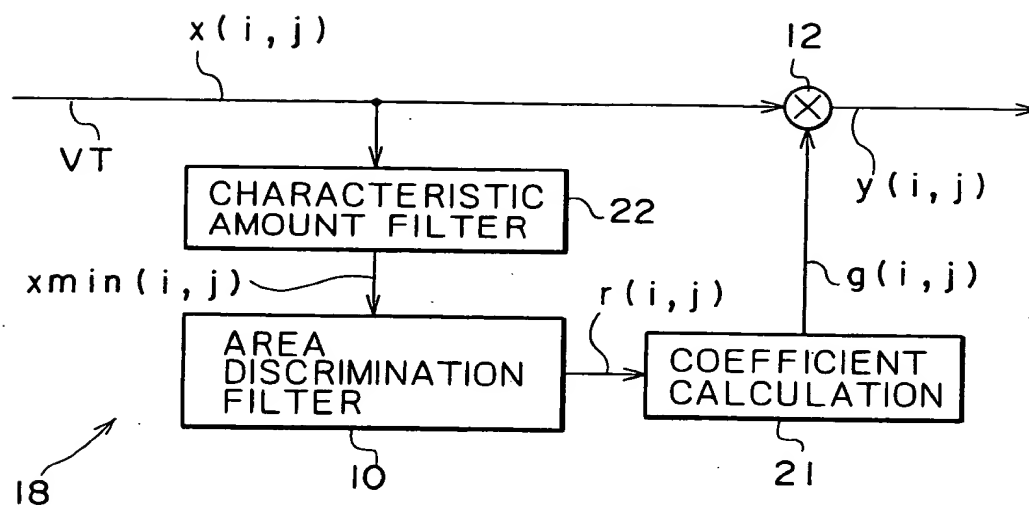 x(i,j)
12
VT
CHARACTERISTIC
AMOUNT FILTER
22
y(i,j)
xmin(i,j)
r(i,j)
g(i,j)
AREA
DISCRIMINATION
FILTER
COEFFICIENT
CALCULATION
18
10
21